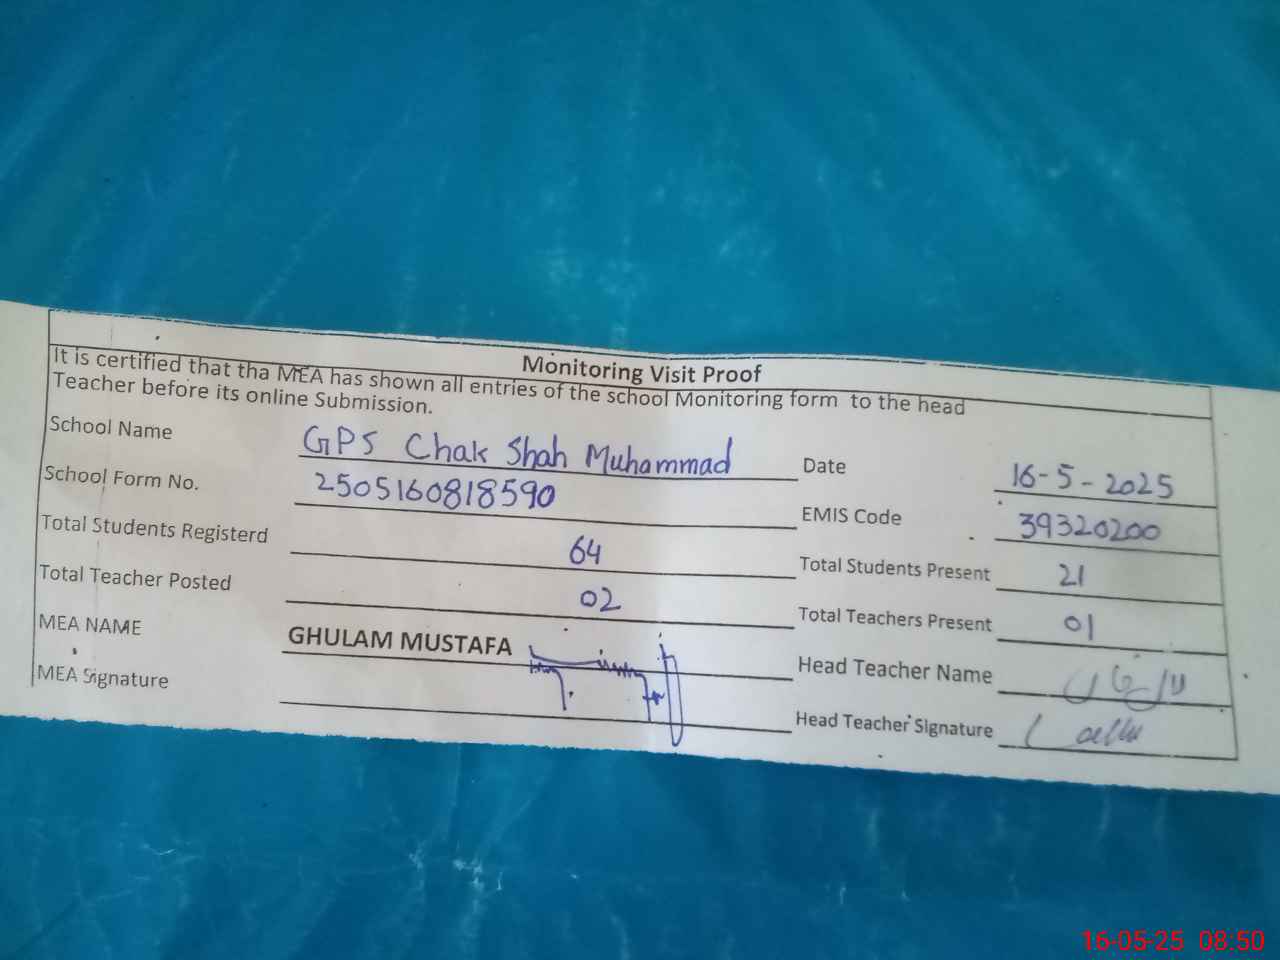 Monitoring Visit Proof
It is certified that tha MEA has shown all entries of the school Monitoring form to the head
Teacher before its online Submission.
School Name GPS Chak Shah Muhammad Date 16-5-2025
School Form No. 2505160818590 EMIS Code 39320200
Total Students Registerd 64 Total Students Present 21
Total Teacher Posted 02 Total Teachers Present 01
MEA NAME GHULAM MUSTAFA Head Teacher Name
MEA Signature Head Teacher Signature
16-05-25 08:50